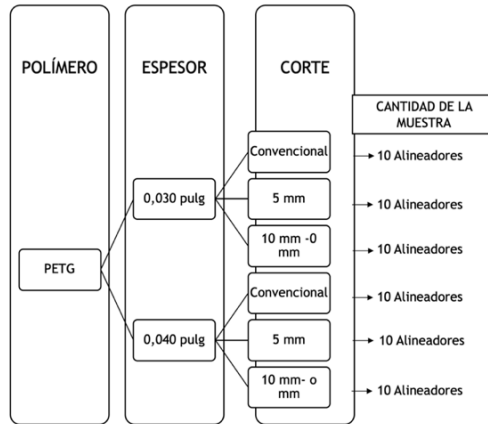 POLÍMERO
ESPESOR
CORTE
CANTIDAD DE LA
MUESTRA
Convencional
10 Alineadores
0,030 pulg
5 mm
10 Alineadores
10 mm -0
mm
10 Alineadores
PETG
Convencional
10 Alineadores
0,040 pulg
5 mm
10 Alineadores
10 mm- o
mm
10 Alineadores